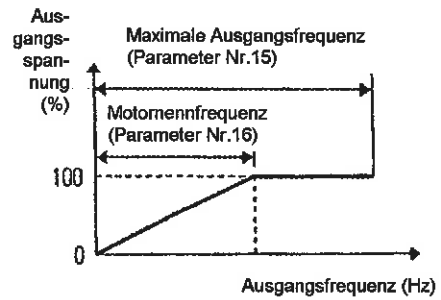 Aus-
gangs-
span-
nung
(%)
Maximale Ausgangsfrequenz
(Parameter Nr.15)
Motornennfrequenz
(Parameter Nr.16)
100
0
Ausgangsfrequenz (Hz)